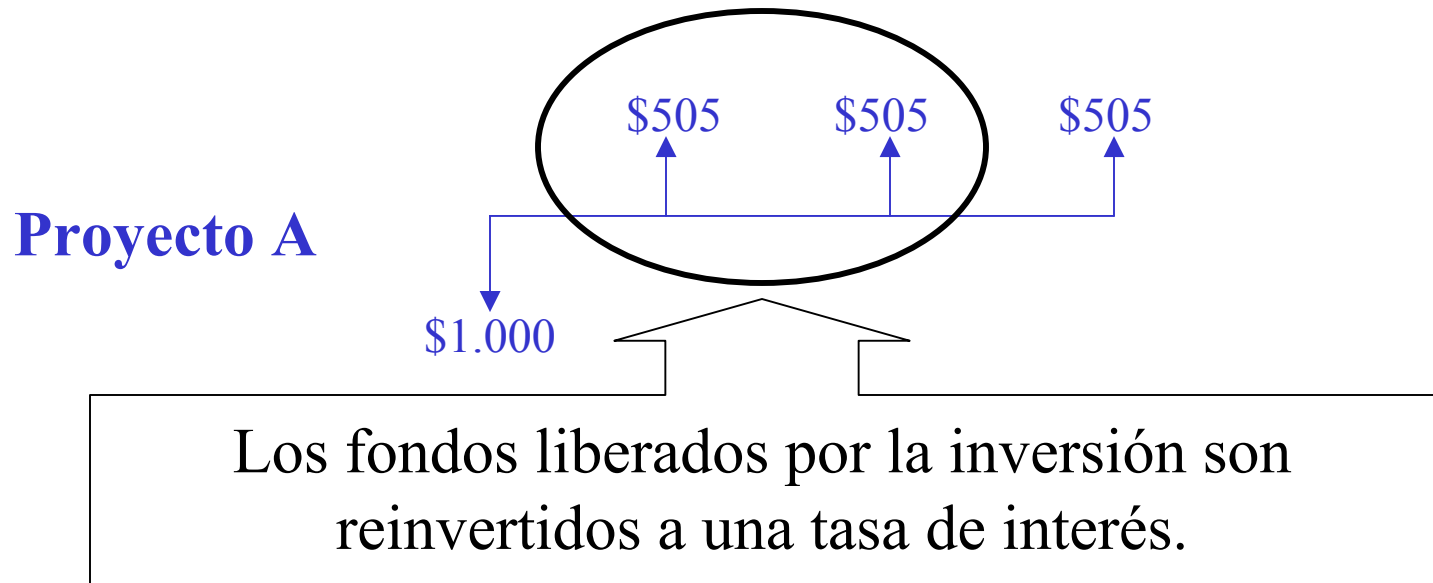 $505 $505 $505
Proyecto A
$1.000
Los fondos liberados por la inversión son
reinvertidos a una tasa de interés.